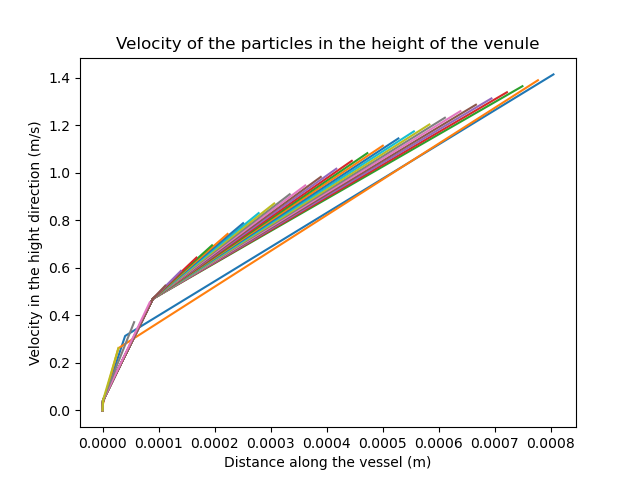 Velocity of the particles in the height of the venule
Velocity in the hight direction (m/s)
1.4
1.2
1.0
0.8
0.6
0.4
0.2
0.0
0.0000 0.0001 0.0002 0.0003 0.0004 0.0005 0.0006 0.0007 0.0008
Distance along the vessel (m)